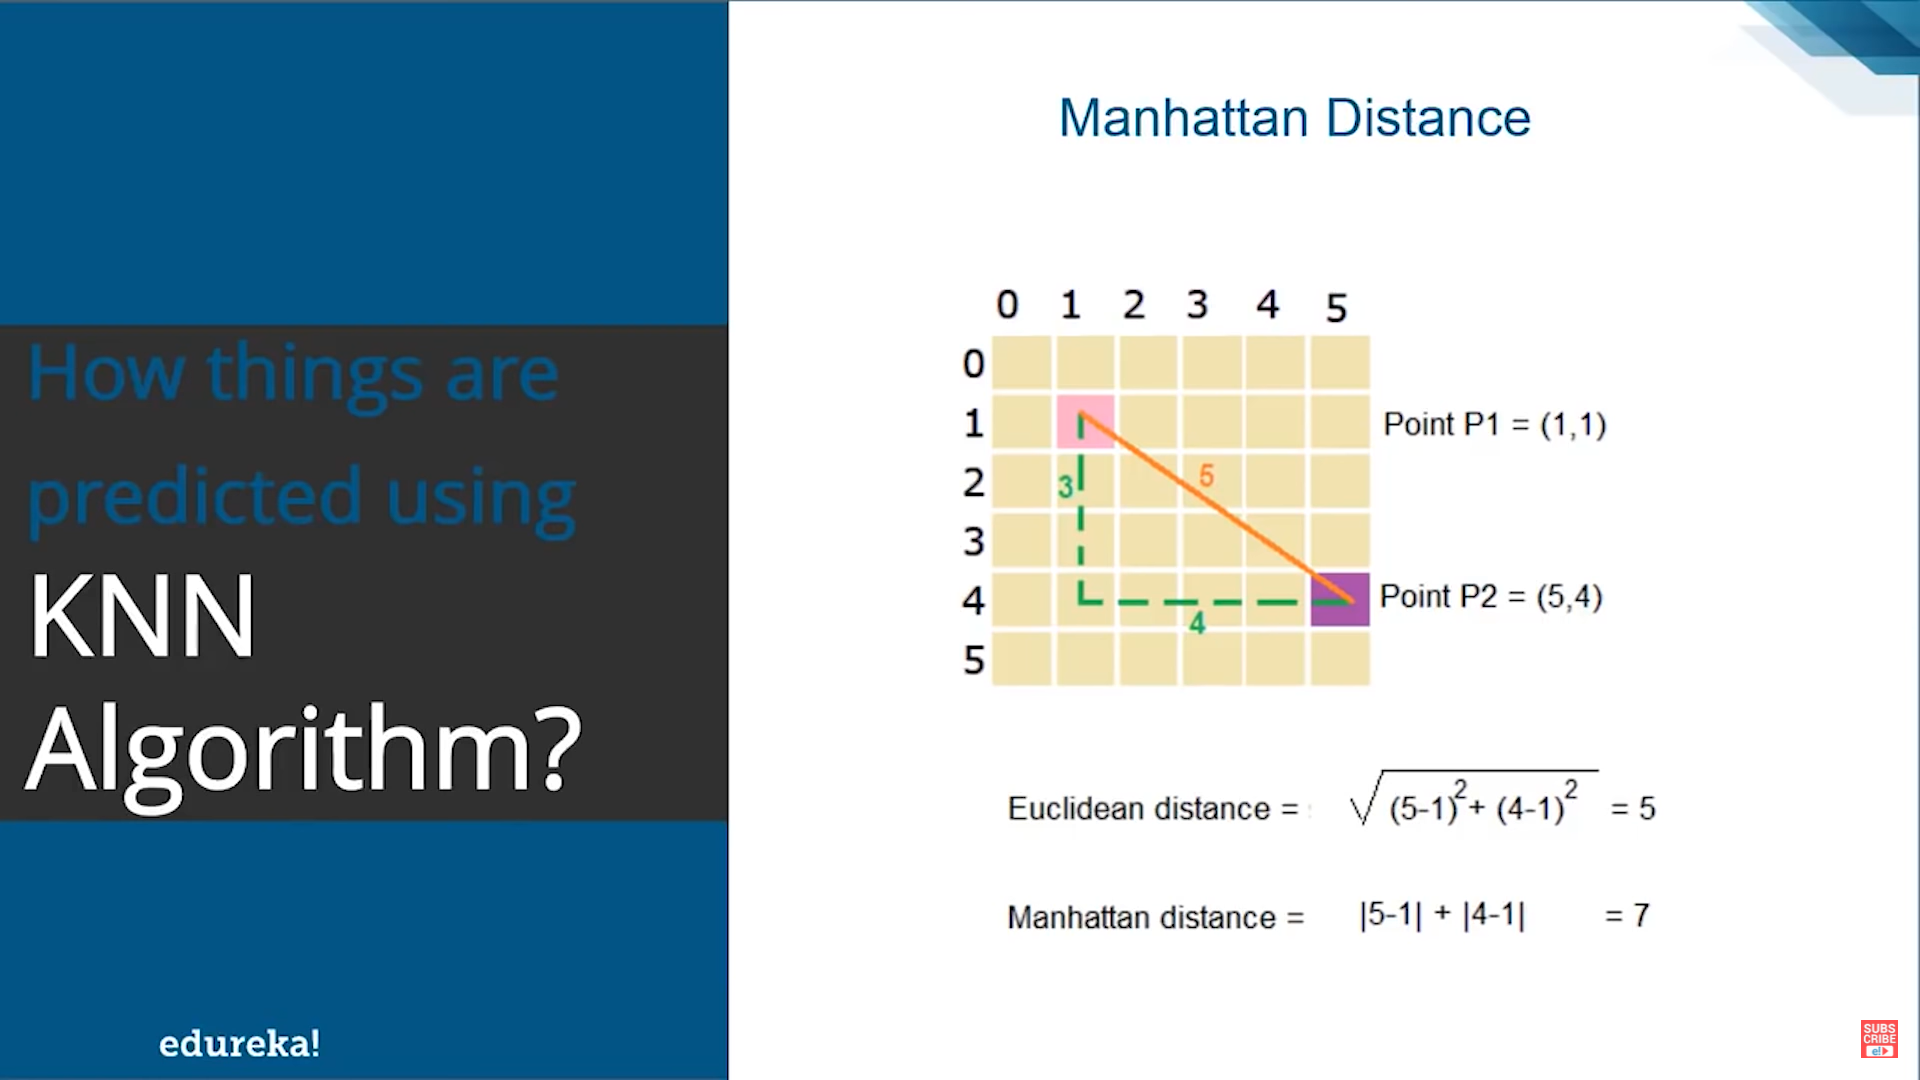 How things are
predicted using
KNN
Algorithm?
edureka!
Manhattan Distance
0 1 2 3 4 5
0
1
2
3
4
5
3
5
4
Point P1 = (1,1)
Point P2 = (5,4)
Euclidean distance = √(5-1)²+ (4-1)² = 5
Manhattan distance = |5-1| + |4-1| = 7
SUBS
CRIBE
e!